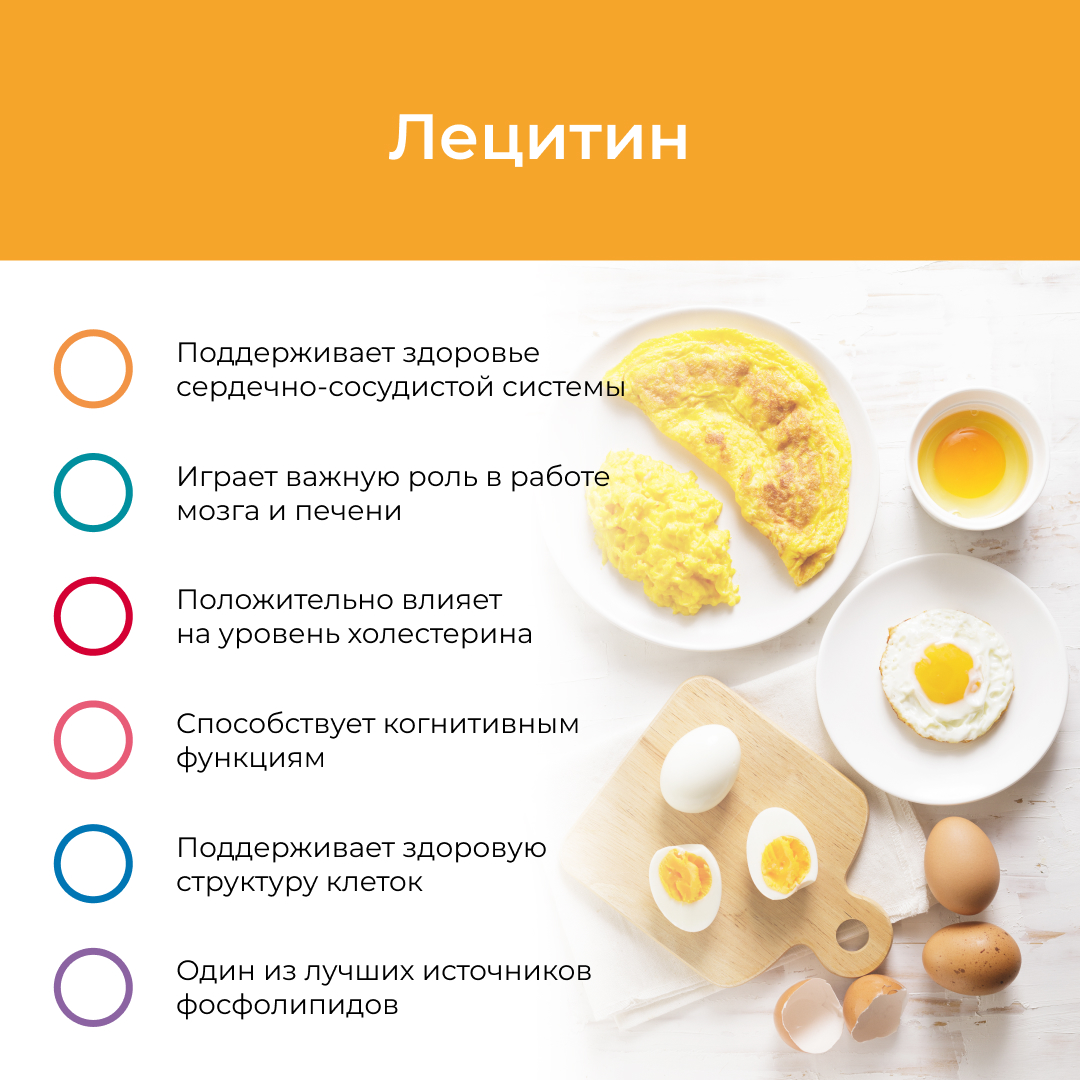 Лецитин
Поддерживает здоровье
сердечно-сосудистой системы
Играет важную роль в работе
мозга и печени
Положительно влияет
на уровень холестерина
Способствует когнитивным
функциям
Поддерживает здоровую
структуру клеток
Один из лучших источников
фосфолипидов